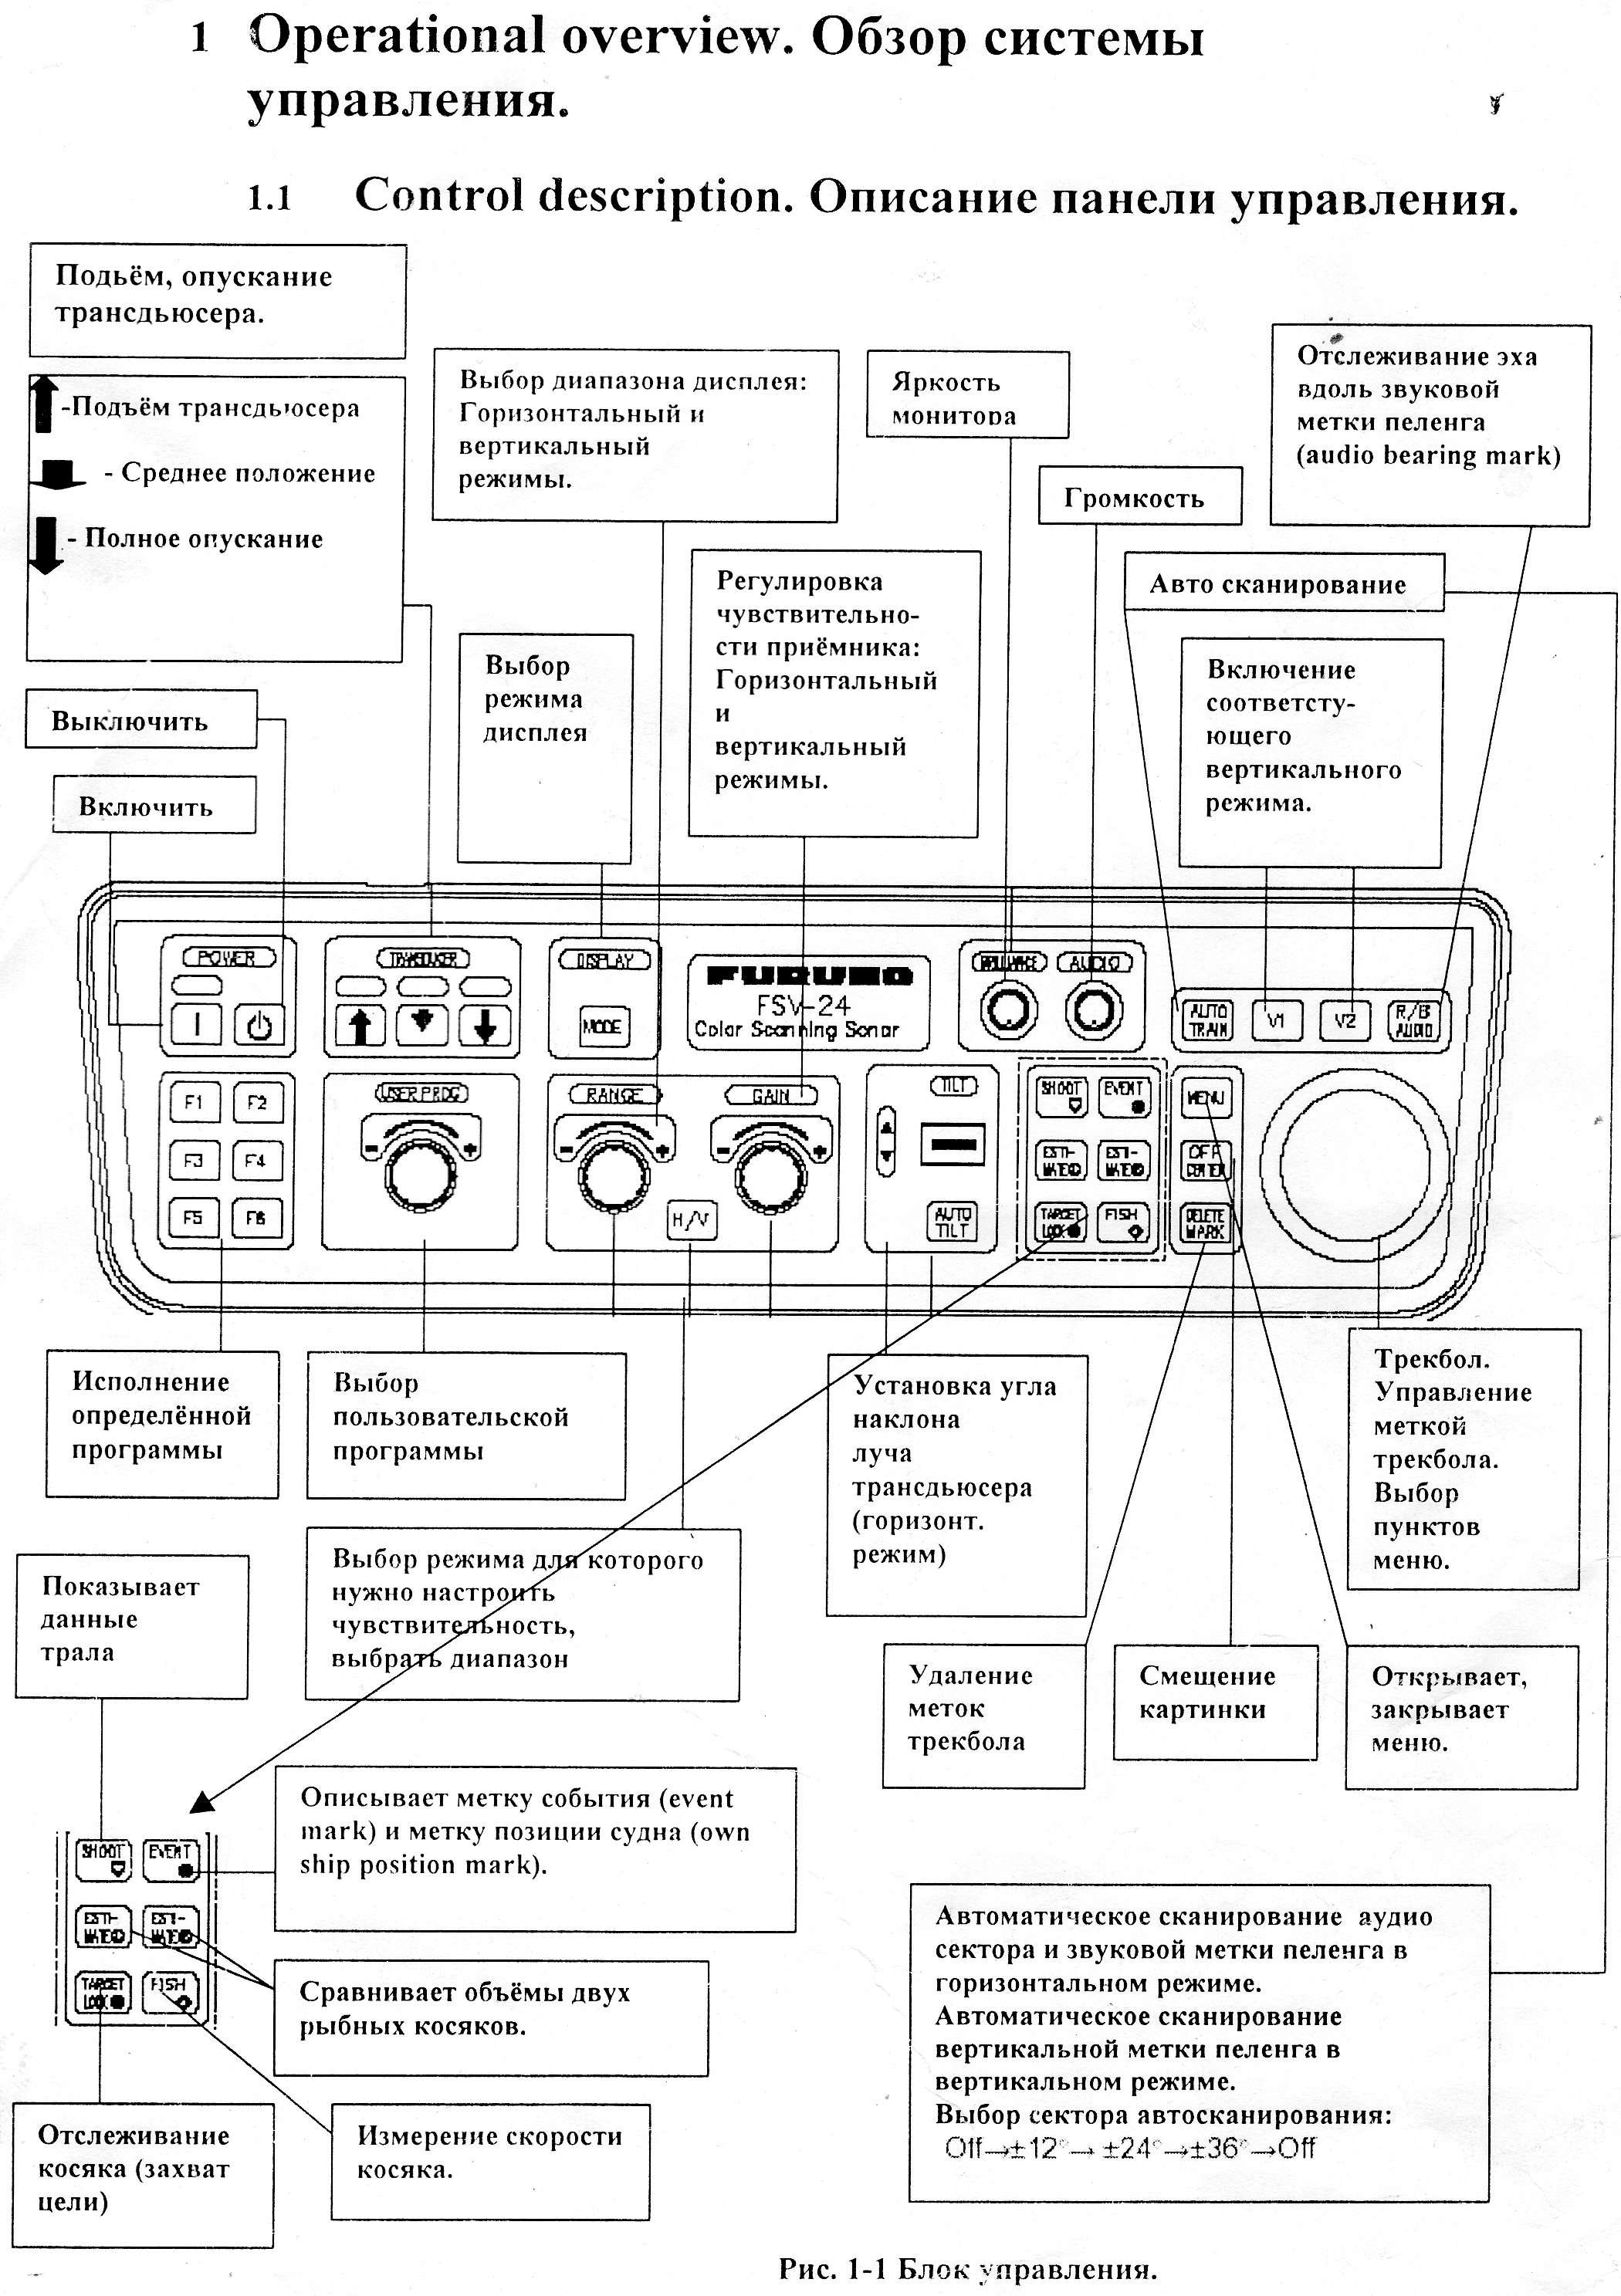 1 Operational overview. Обзор системы
управления.
1.1 Control description. Описание панели управления.
Подьём, опускание
трансдьюсера.
-Подъём трансдьюсера
- Среднее положение
- Полное опускание
Выбор диапазона дисплея:
Горизонтальный и
вертикальный
режимы.
Яркость
монитора
Отслеживание эха
вдоль звуковой
метки пеленга
(audio bearing mark)
Громкость
Авто сканирование
Регулировка
чувствительно-
сти приёмника:
Горизонтальный
и
вертикальный
режимы.
Выбор
режима
дисплея
Включение
соответсту-
ющего
вертикального
режима.
Выключить
Включить
POWER
TRANSDUCER
DISPLAY
MODE
FURUNO
FSV-24
Color Scanning Sonar
BRILLIANCE
AUDIO
AUTO
TRAIN
V1
V2
R/B
AUDIO
F1
F2
F3
F4
F5
F6
USER PROG
- +
RANGE
- +
GAIN
- +
H/V
TILT
AUTO
TILT
SHOOT
EVENT
ESTI-
MATE
ESTI-
MATE
TARGET
LOCK
FISH
MENU
OFF
CENTER
DELETE
MARK
Исполнение
определённой
программы
Выбор
пользовательской
программы
Установка угла
наклона
луча
трансдьюсера
(горизонт.
режим)
Трекбол.
Управление
меткой
трекбола.
Выбор
пунктов
меню.
Выбор режима для которого
нужно настроить
чувствительность,
выбрать диапазон
Показывает
данные
трала
Удаление
меток
трекбола
Смещение
картинки
Открывает,
закрывает
меню.
Описывает метку события (event
mark) и метку позиции судна (own
ship position mark).
SHOOT
EVENT
ESTI-
MATE
ESTI-
MATE
TARGET
LOCK
FISH
Сравнивает объёмы двух
рыбных косяков.
Автоматическое сканирование аудио
сектора и звуковой метки пеленга в
горизонтальном режиме.
Автоматическое сканирование
вертикальной метки пеленга в
вертикальном режиме.
Выбор сектора автосканирования:
Off→±12°→ ±24°→±36°→Off
Отслеживание
косяка (захват
цели)
Измерение скорости
косяка.
Рис. 1-1 Блок управления.